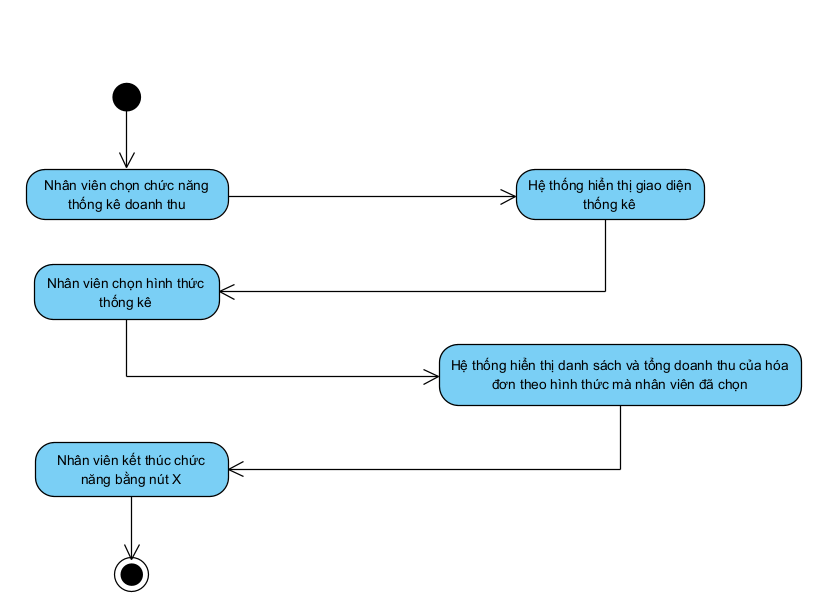 Nhân viên chọn chức năng
thống kê doanh thu
Hệ thống hiển thị giao diện
thống kê
Nhân viên chọn hình thức
thống kê
Hệ thống hiển thị danh sách và tổng doanh thu của hóa
đơn theo hình thức mà nhân viên đã chọn
Nhân viên kết thúc chức
năng bằng nút X